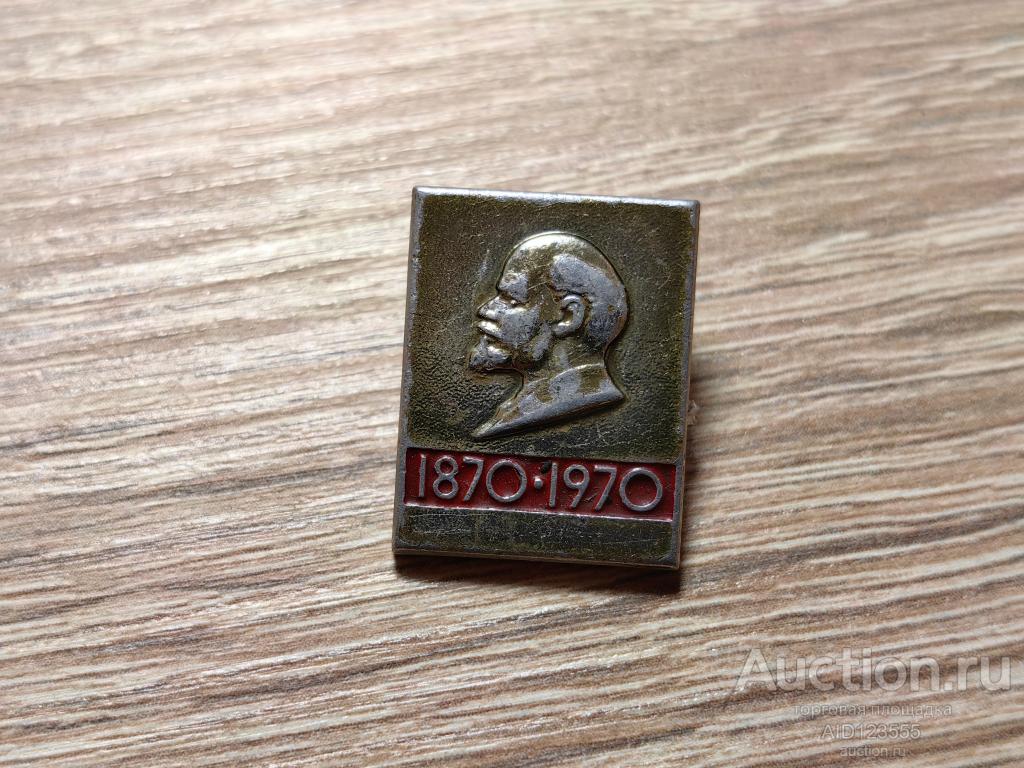 1870·1970
Auction.ru
торговая площадка
AID123555
auction.ru